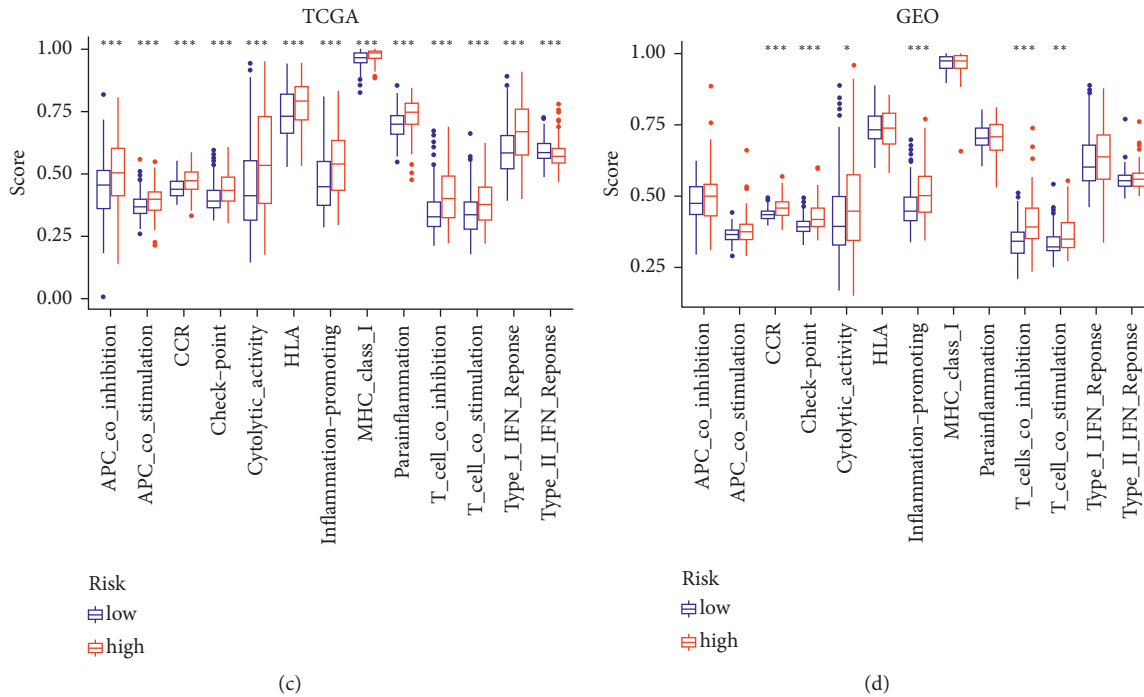 TCGA
*** *** *** *** *** *** *** *** *** *** *** *** ***
1.00
0.75
0.50
0.25
0.00
Score
APC_co_inhibition
APC_co_stimulation
CCR
Check–point
Cytolytic_activity
HLA
Inflammation–promoting
MHC_class_I
Parainflammation
T_cell_co_inhibition
T_cell_co_stimulation
Type_I_IFN_Reponse
Type_II_IFN_Reponse
Risk
low
high
(c)
GEO
*** *** * *** *** **
1.00
0.75
0.50
0.25
Score
APC_co_inhibition
APC_co_stimulation
CCR
Check–point
Cytolytic_activity
HLA
Inflammation–promoting
MHC_class_I
Parainflammation
T_cells_co_inhibition
T_cell_co_stimulation
Type_I_IFN_Reponse
Type_II_IFN_Reponse
Risk
low
high
(d)